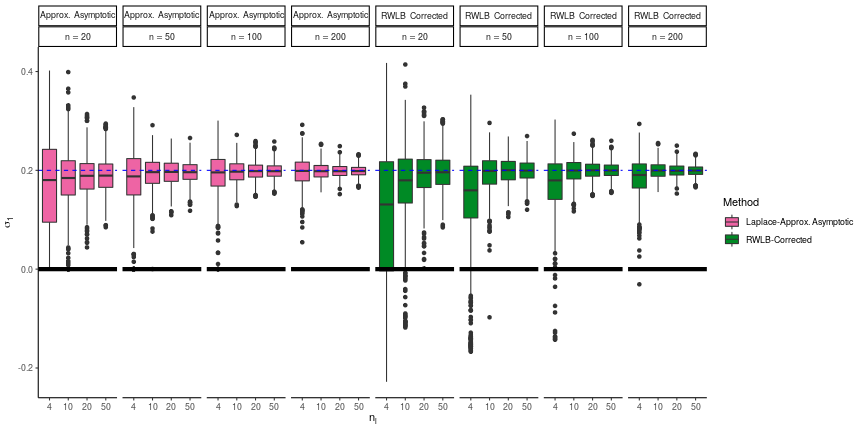 Approx. Asymptotic Approx. Asymptotic Approx. Asymptotic Approx. Asymptotic RWLB Corrected RWLB Corrected RWLB Corrected RWLB Corrected
n = 20 n = 50 n = 100 n = 200 n = 20 n = 50 n = 100 n = 200
0.4
0.2
0.0
-0.2
σ1
4 10 20 50 4 10 20 50 4 10 20 50 4 10 20 50 4 10 20 50 4 10 20 50 4 10 20 50 4 10 20 50
ni
Method
Laplace-Approx. Asymptotic
RWLB-Corrected